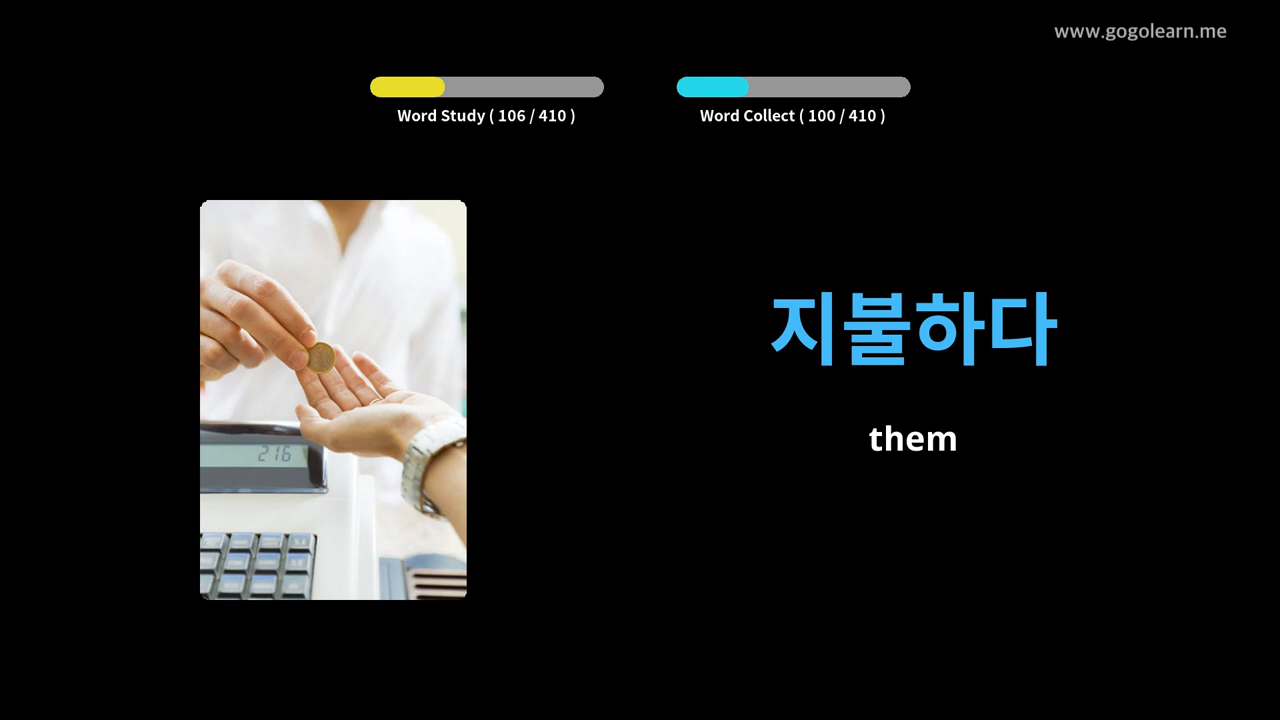 www.gogolearn.me
Word Study ( 106 / 410 )
Word Collect ( 100 / 410 )
216
지불하다
them